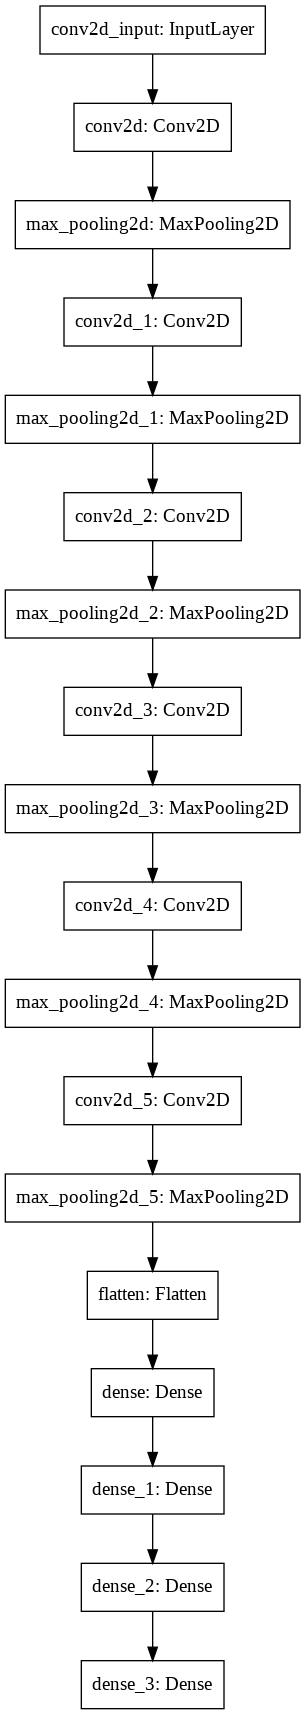 conv2d_input: InputLayer
conv2d: Conv2D
max_pooling2d: MaxPooling2D
conv2d_1: Conv2D
max_pooling2d_1: MaxPooling2D
conv2d_2: Conv2D
max_pooling2d_2: MaxPooling2D
conv2d_3: Conv2D
max_pooling2d_3: MaxPooling2D
conv2d_4: Conv2D
max_pooling2d_4: MaxPooling2D
conv2d_5: Conv2D
max_pooling2d_5: MaxPooling2D
flatten: Flatten
dense: Dense
dense_1: Dense
dense_2: Dense
dense_3: Dense